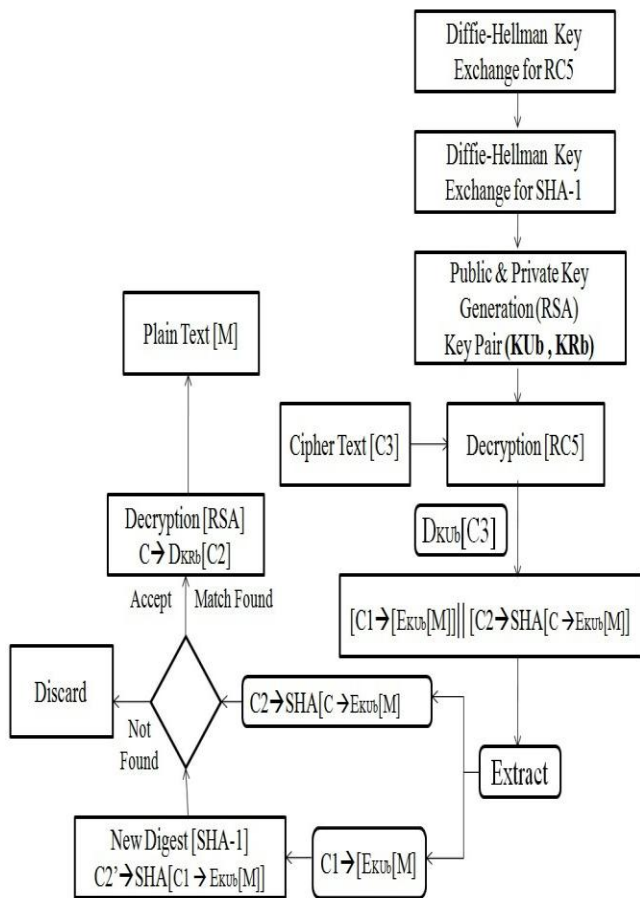 Diffie-Hellman Key
Exchange for RC5
Diffie-Hellman Key
Exchange for SHA-1
Public & Private Key
Generation(RSA)
Key Pair (KUb , KRb)
Plain Text [M]
Cipher Text [C3]
Decryption [RC5]
DKUb[C3]
Decryption [RSA]
C→ DKRb[C2]
Accept
Match Found
[C1→[EKUb[M]]|| [C2→SHA[C →EKUb[M]]
Discard
Not
Found
C2→SHA[C →EKUb[M]
Extract
New Digest [SHA-1]
C2’→SHA[C1→EKUb[M]]
C1→[EKUb[M]